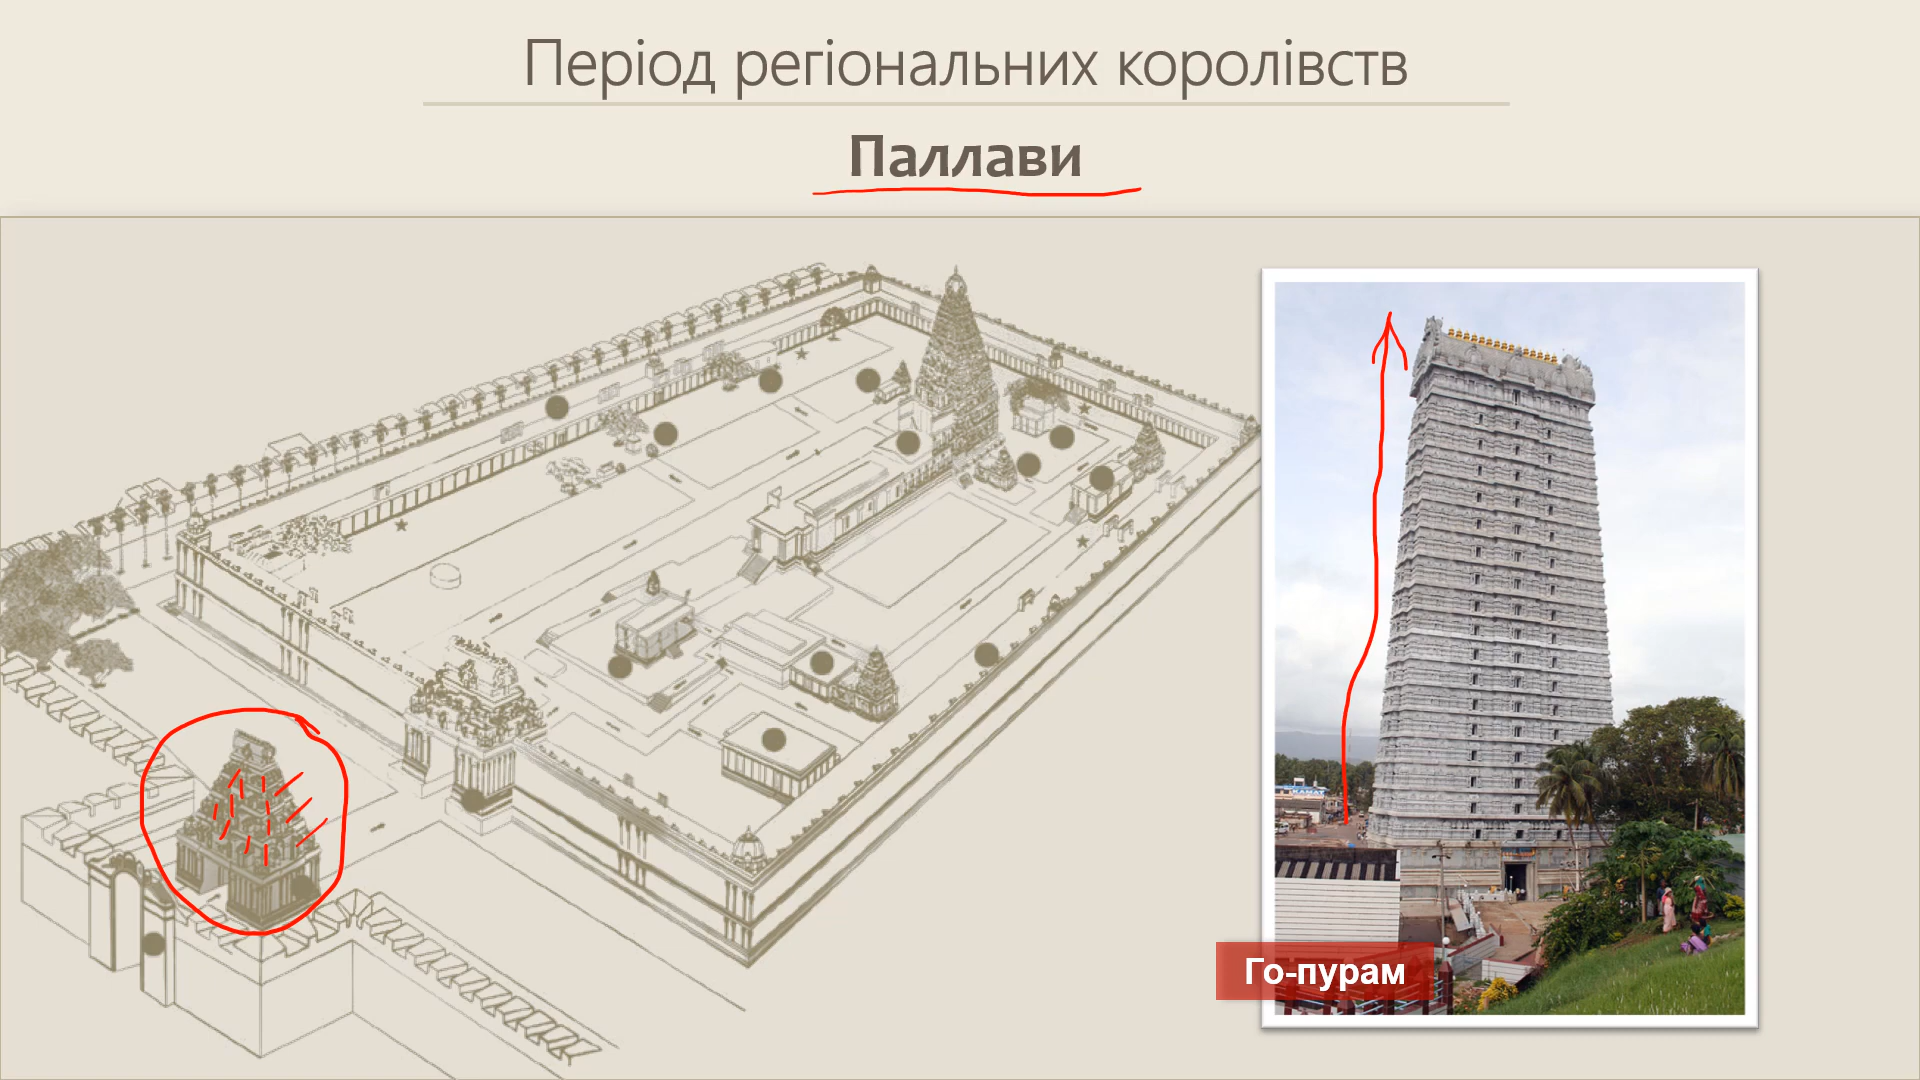 Період регіональних королівств
Паллави
Го-пурам